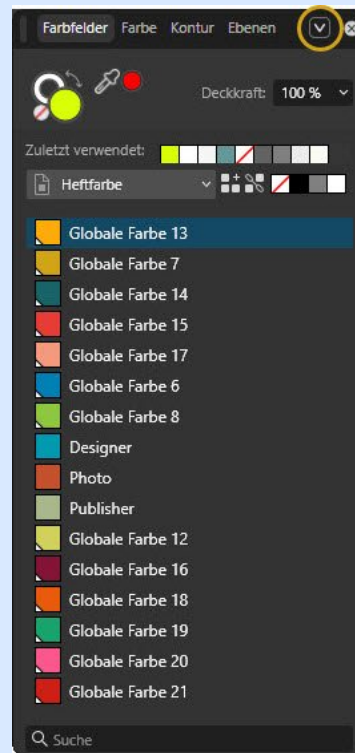 Farbfelder Farbe Kontur Ebenen
Deckkraft: 100 %
Zuletzt verwendet:
Heftfarbe
Globale Farbe 13
Globale Farbe 7
Globale Farbe 14
Globale Farbe 15
Globale Farbe 17
Globale Farbe 6
Globale Farbe 8
Designer
Photo
Publisher
Globale Farbe 12
Globale Farbe 16
Globale Farbe 18
Globale Farbe 19
Globale Farbe 20
Globale Farbe 21
Suche